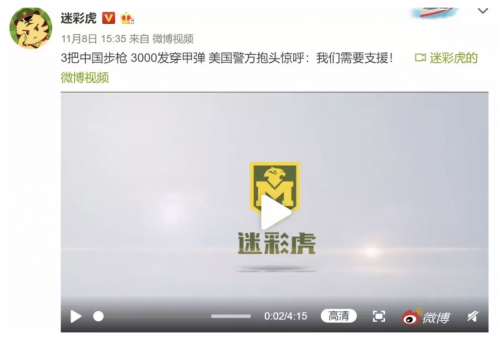 迷彩虎
11月8日 15:35 来自 微博视频
3把中国步枪 3000发穿甲弹 美国警方抱头惊呼：我们需要支援！ 迷彩虎的
微博视频
M
迷彩虎
0:02/4:15 高清 微博